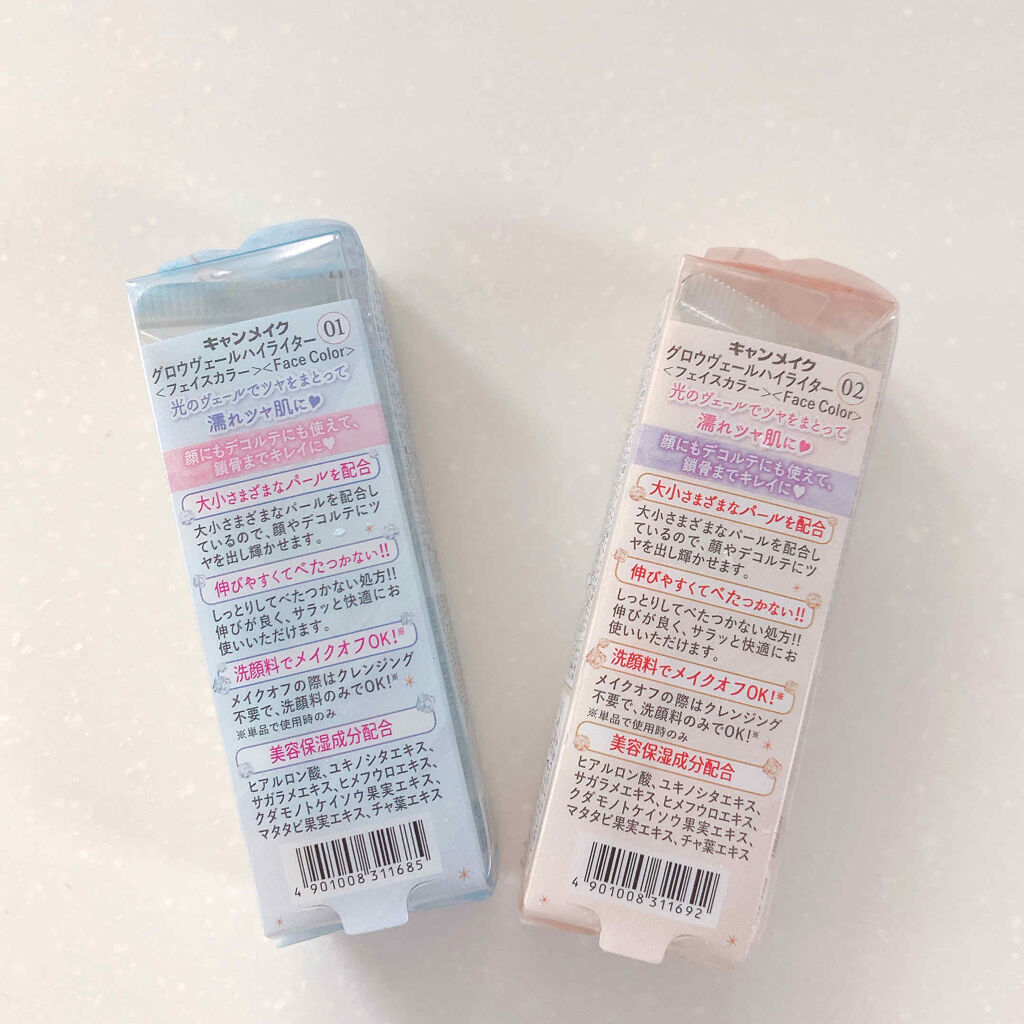 キャンメイク
グロウヴェールハイライター 01
<フェイスカラー><Face Color>
光のヴェールでツヤをまとって
濡れツヤ肌に♥
顔にもデコルテにも使えて、
鎖骨までキレイに♡
大小さまざまなパールを配合
大小さまざまなパールを配合し
ているので、顔やデコルテにツ
ヤを出し輝かせます。
伸びやすくてべたつかない!!
しっとりしてべたつかない処方!!
伸びが良く、サラッと快適にお
使いいただけます。
洗顔料でメイクオフOK!※
メイクオフの際はクレンジング
不要で、洗顔料のみでOK!※
※単品で使用時のみ
美容保湿成分配合
ヒアルロン酸、ユキノシタエキス、
サガラメエキス、ヒメフウロエキス、
クダモノトケイソウ果実エキス、
マタタビ果実エキス、チャ葉エキス
4 901008 311685
キャンメイク
グロウヴェールハイライター 02
<フェイスカラー><Face Color>
光のヴェールでツヤをまとって
濡れツヤ肌に♥
顔にもデコルテにも使えて、
鎖骨までキレイに♡
大小さまざまなパールを配合
大小さまざまなパールを配合し
ているので、顔やデコルテにツ
ヤを出し輝かせます。
伸びやすくてべたつかない!!
しっとりしてべたつかない処方!!
伸びが良く、サラッと快適にお
使いいただけます。
洗顔料でメイクオフOK!※
メイクオフの際はクレンジング
不要で、洗顔料のみでOK!※
※単品で使用時のみ
美容保湿成分配合
ヒアルロン酸、ユキノシタエキス、
サガラメエキス、ヒメフウロエキス、
クダモノトケイソウ果実エキス、
マタタビ果実エキス、チャ葉エキス
4 901008 311692